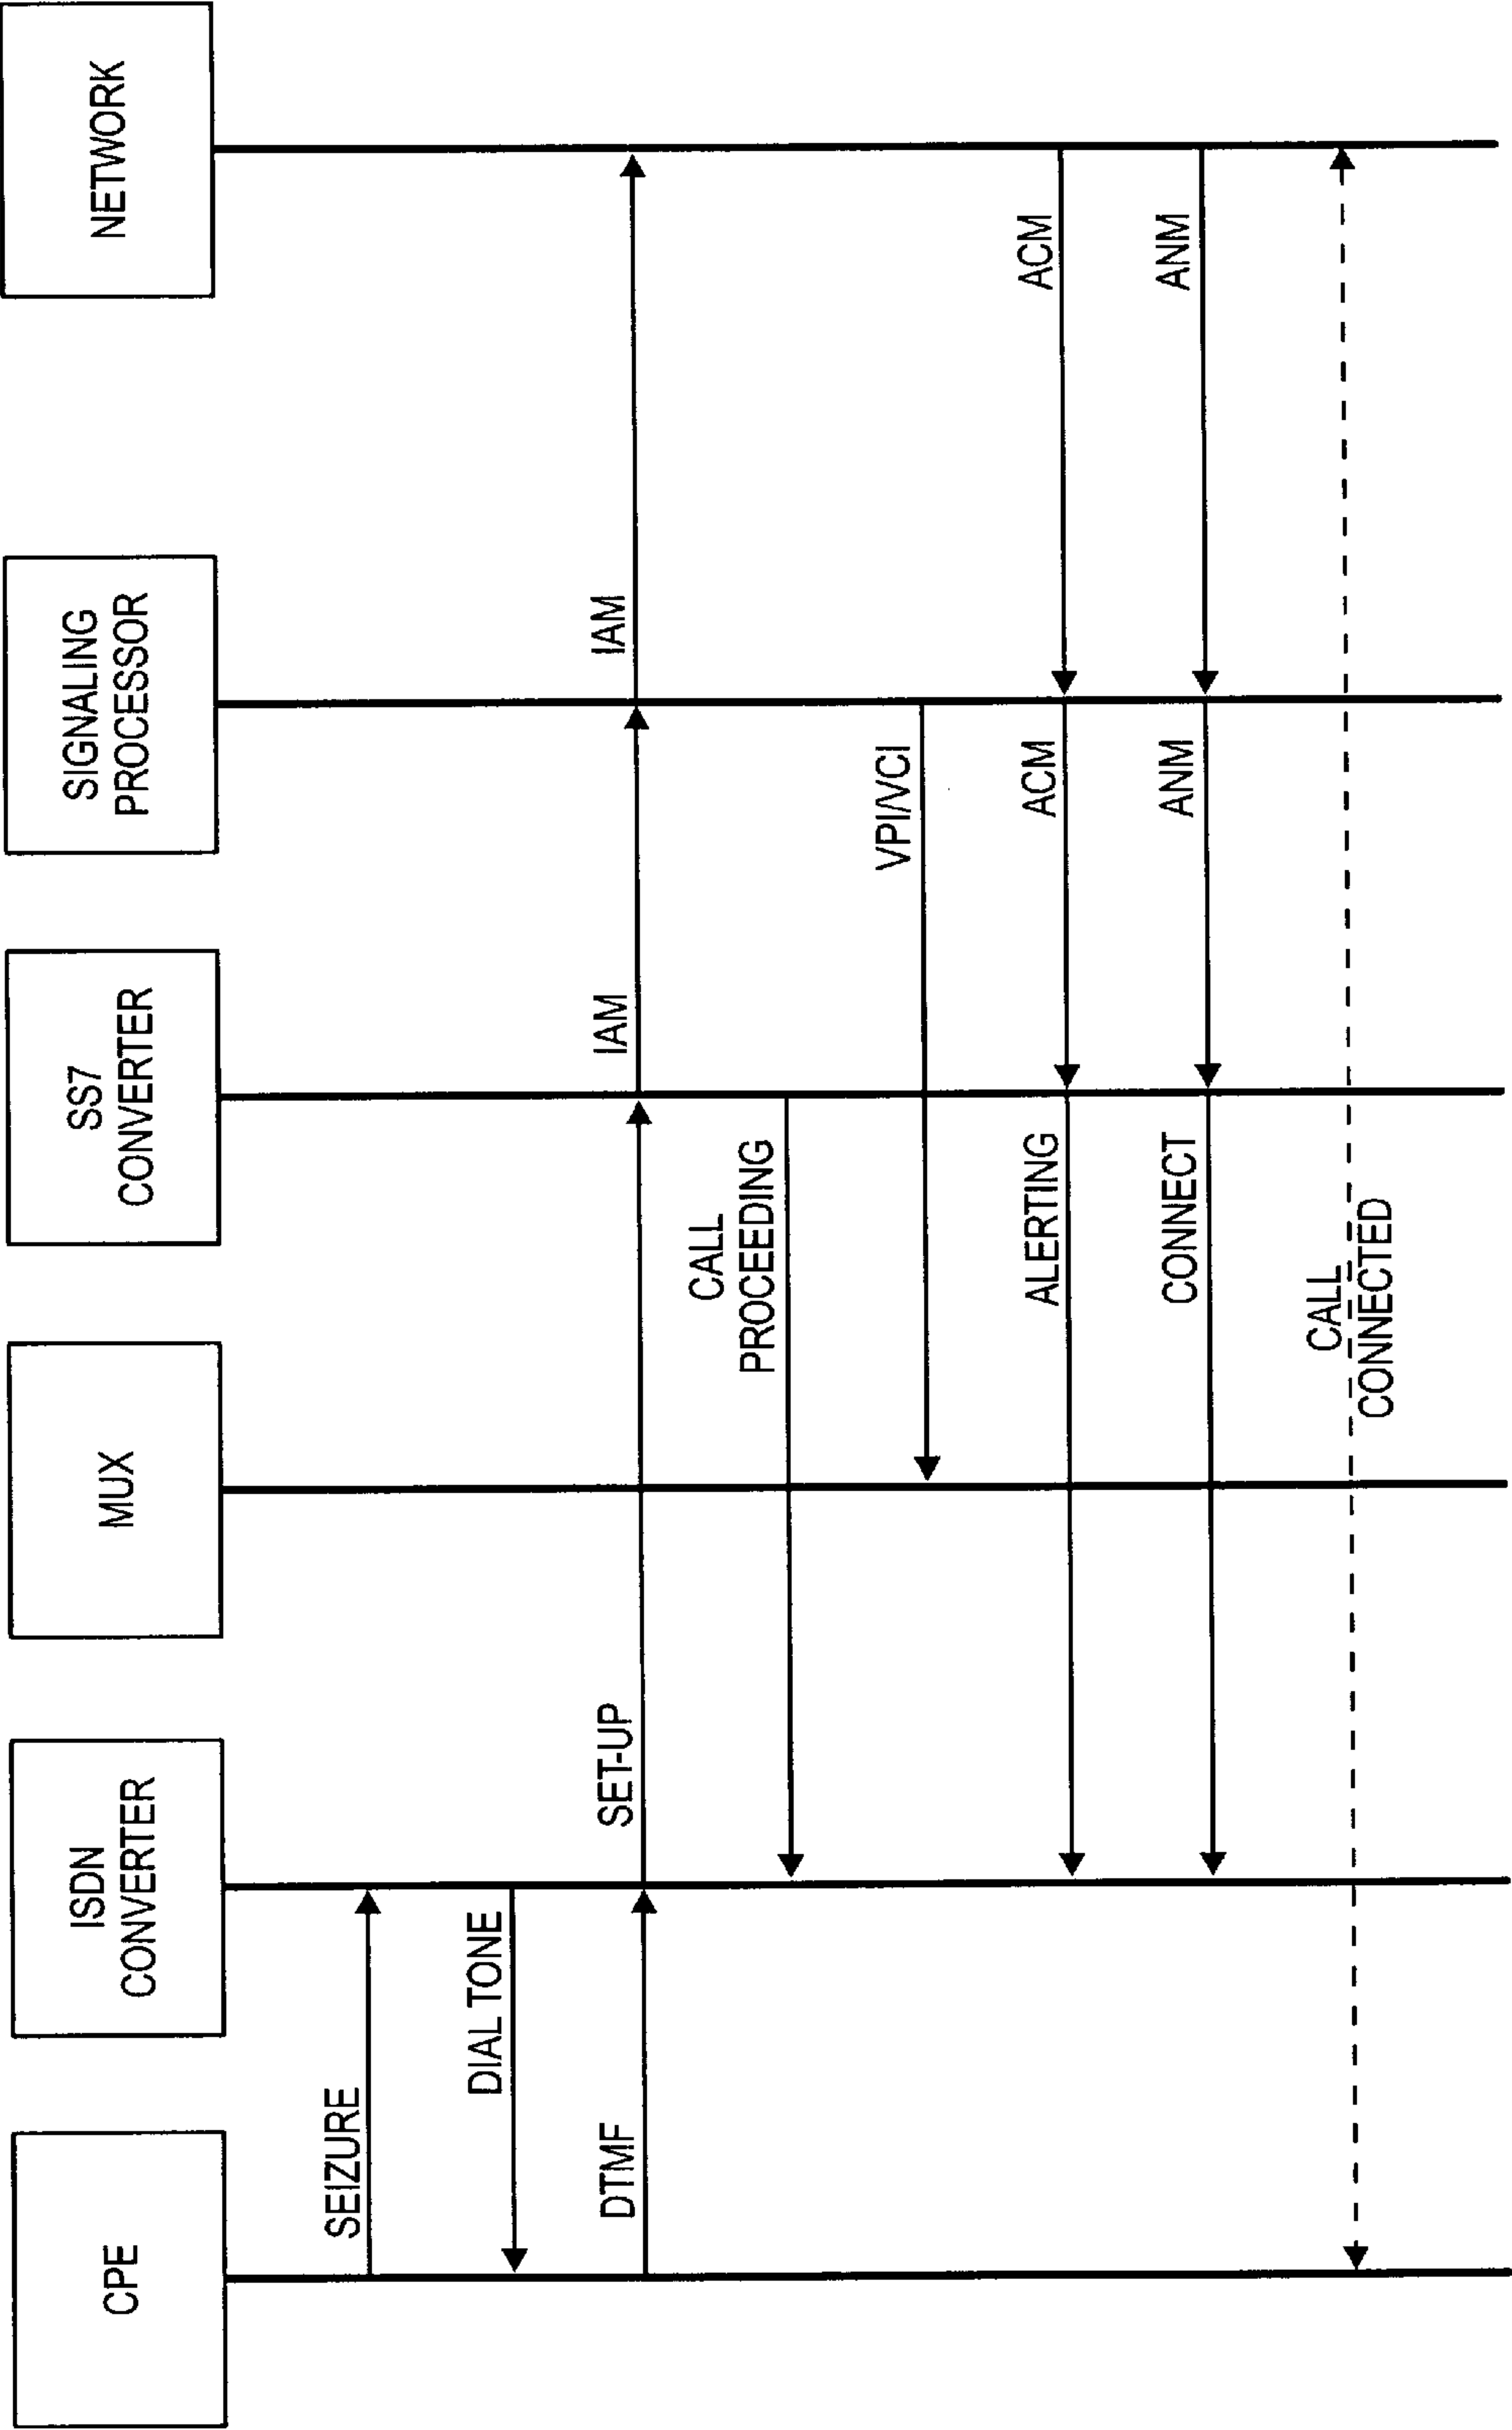 CPE
ISDN
CONVERTER
MUX
SS7
CONVERTER
SIGNALING
PROCESSOR
NETWORK
SEIZURE
DIAL TONE
DTMF
SET-UP
IAM
IAM
CALL
PROCEEDING
VPI/VCI
ALERTING
ACM
ACM
CONNECT
ANM
ANM
CALL
CONNECTED